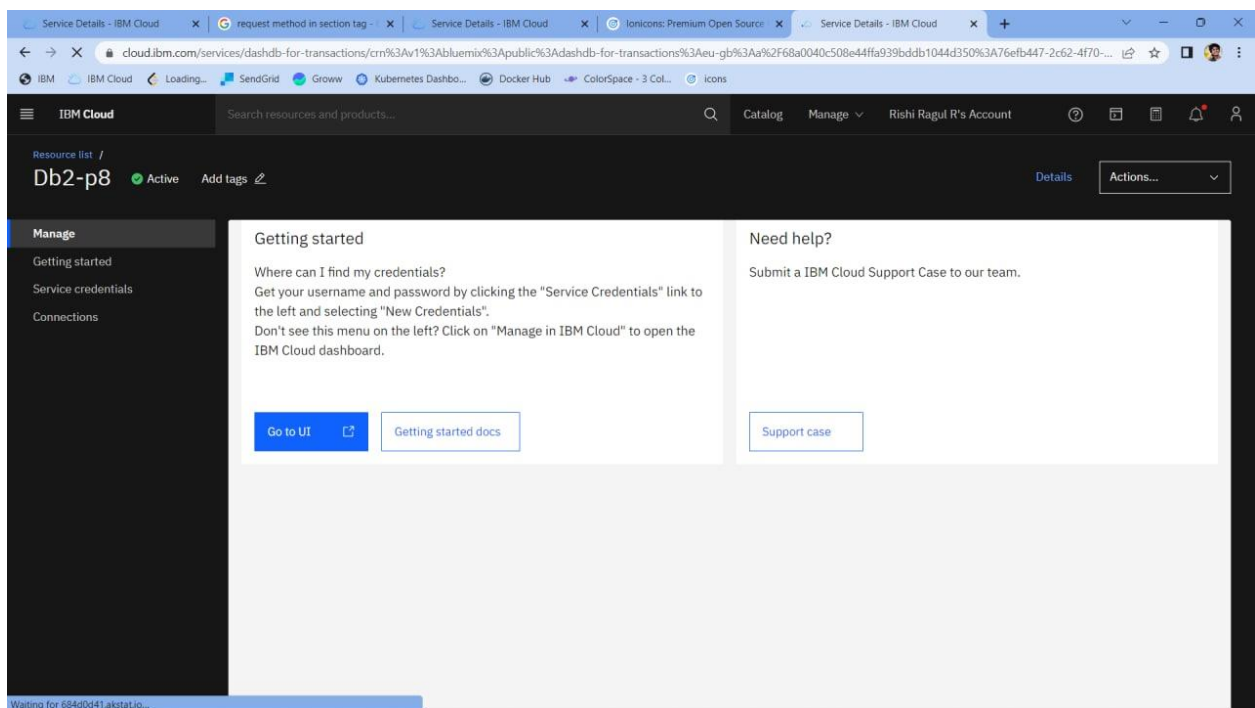 Service Details - IBM Cloud
request method in section tag -
Service Details - IBM Cloud
Ionicons: Premium Open Source
Service Details - IBM Cloud
cloud.ibm.com/services/dashdb-for-transactions/crn%3Av1%3Abluemix%3Apublic%3Adashdb-for-transactions%3Aeu-gb%3Aa%2F68a0040c508e44ffa939bddb1044d350%3A76efb447-2c62-4f70-...
IBM
IBM Cloud
Loading...
SendGrid
Groww
Kubernetes Dashbo...
Docker Hub
ColorSpace - 3 Col...
icons
IBM Cloud
Search resources and products...
Catalog
Manage
Rishi Ragul R's Account
Resource list /
Db2-p8
Active
Add tags
Details
Actions...
Manage
Getting started
Service credentials
Connections
Getting started
Where can I find my credentials?
Get your username and password by clicking the "Service Credentials" link to
the left and selecting "New Credentials".
Don't see this menu on the left? Click on "Manage in IBM Cloud" to open the
IBM Cloud dashboard.
Go to UI
Getting started docs
Need help?
Submit a IBM Cloud Support Case to our team.
Support case
Waiting for 684d0d41.akstat.io...